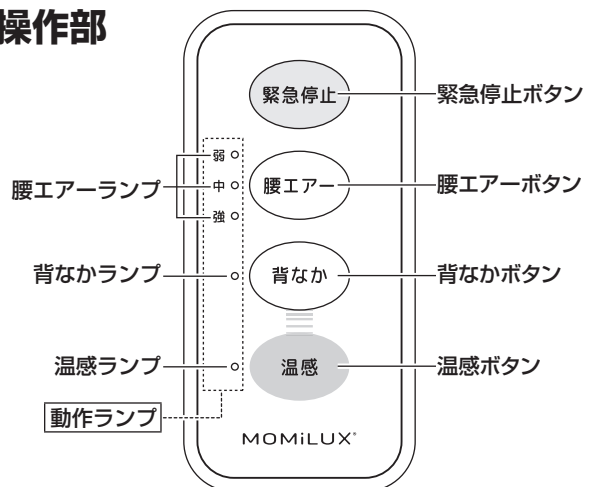 操作部
緊急停止
緊急停止ボタン
弱
腰エアーランプ
中
腰エアー
腰エアーボタン
強
背なかランプ
背なか
背なかボタン
温感ランプ
温感
温感ボタン
動作ランプ
MOMiLUX®